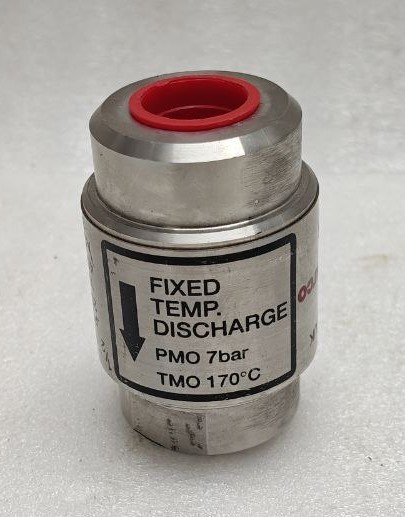 FIXED
TEMP.
DISCHARGE
PMO 7bar
TMO 170°C